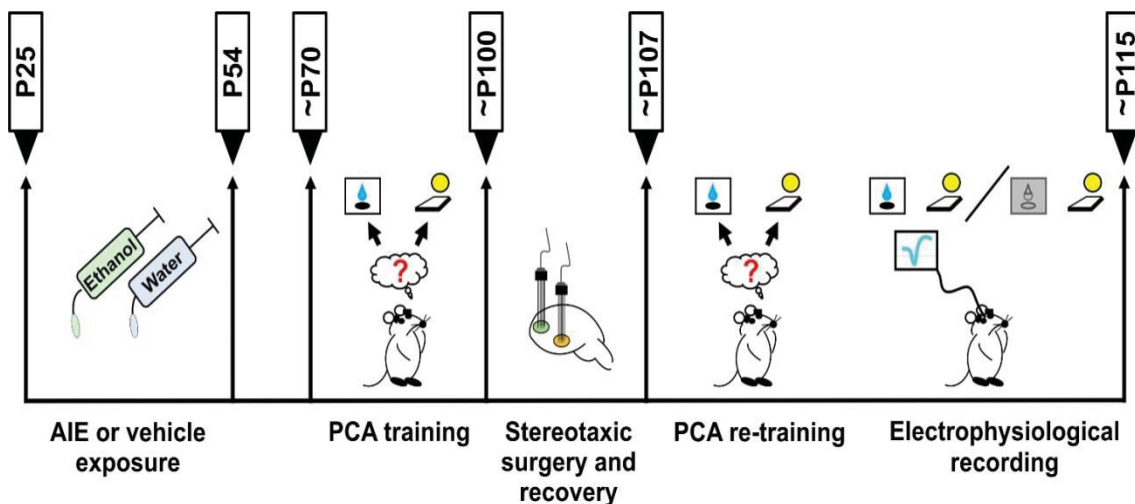 P25
P54
~P70
~P100
~P107
~P115
Ethanol
Water
?
?
AIE or vehicle
exposure
PCA training
Stereotaxic
surgery and
recovery
PCA re-training
Electrophysiological
recording